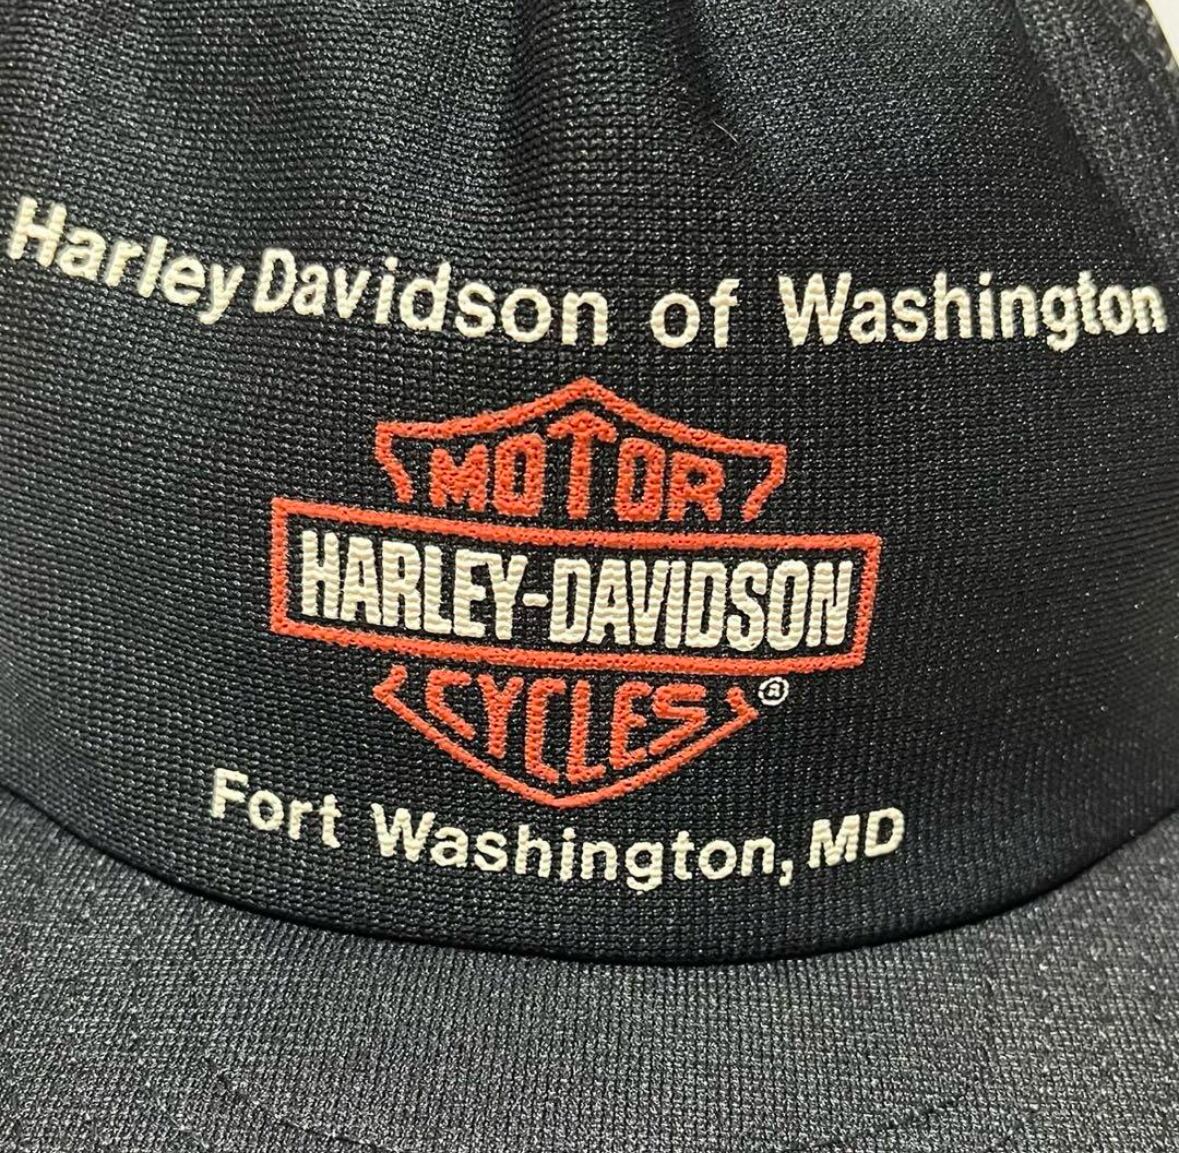 Harley Davidson of Washington
MOTOR
HARLEY-DAVIDSON
CYCLES ®
Fort Washington, MD